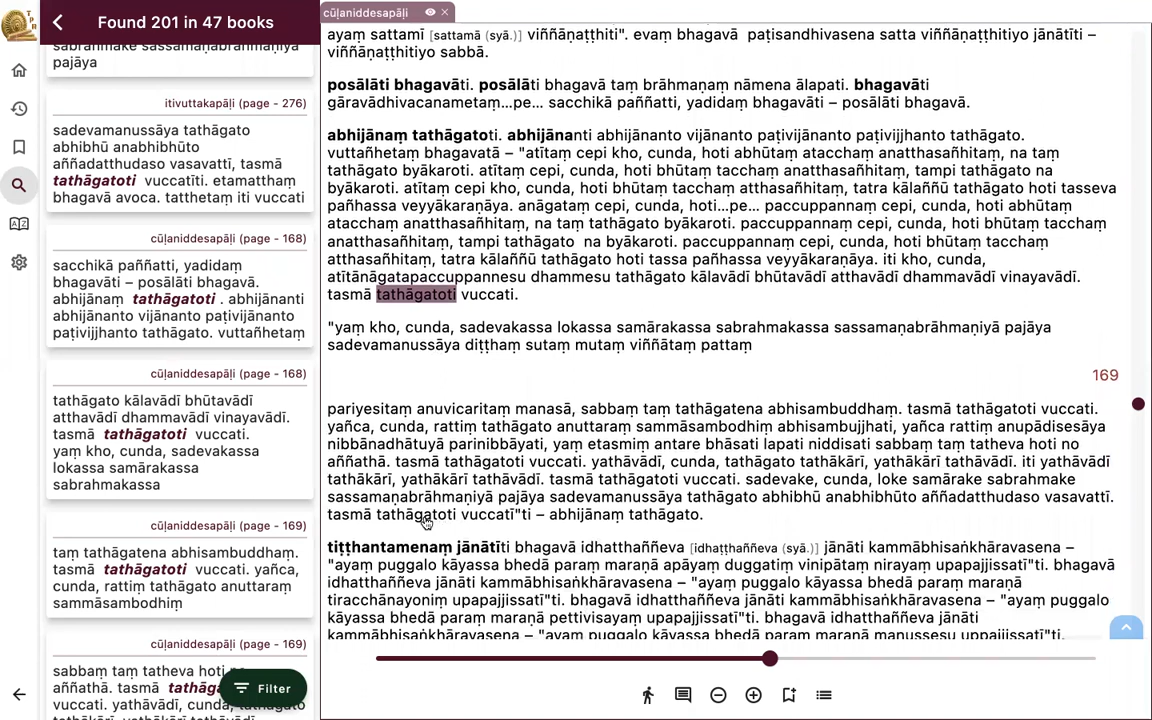 Found 201 in 47 books
sabrahmake sassamaṇabrāhmaṇiyā
pajāya
itivuttakapāḷi (page - 276)
sadevamanussāya tathāgato
abhibhū anabhibhūto
aññadatthudaso vasavattī, tasmā
tathāgatoti vuccatīti. etamatthaṃ
bhagavā avoca. tatthetaṃ iti vuccati
cūḷaniddesapāḷi (page - 168)
sacchikā paññatti, yadidaṃ
bhagavāti – posālāti bhagavā.
abhijānaṃ tathāgatoti . abhijānanti
abhijānanto vijānanto paṭivijānanto
paṭivijjhanto tathāgato. vuttañhetaṃ
cūḷaniddesapāḷi (page - 168)
tathāgato kālavādī bhūtavādī
atthavādī dhammavādī vinayavādī.
tasmā tathāgatoti vuccati.
yaṃ kho, cunda, sadevakassa
lokassa samārakassa
sabrahmakassa
cūḷaniddesapāḷi (page - 169)
taṃ tathāgatena abhisambuddhaṃ.
tasmā tathāgatoti vuccati. yañca,
cunda, rattiṃ tathāgato anuttaraṃ
sammāsambodhiṃ
cūḷaniddesapāḷi (page - 169)
sabbaṃ taṃ tatheva hoti
aññathā. tasmā
vuccati. yathāvādī, cunda, tathāgato
Filter
cūḷaniddesapāḷi
ayaṃ sattamī [sattamā (syā.)] viññāṇaṭṭhiti". evaṃ bhagavā paṭisandhivasena satta viññāṇaṭṭhitiyo jānātīti –
viññāṇaṭṭhitiyo sabbā.
posālāti bhagavāti. posālāti bhagavā taṃ brāhmaṇaṃ nāmena ālapati. bhagavāti
gāravādhivacanametaṃ...pe... sacchikā paññatti, yadidaṃ bhagavāti – posālāti bhagavā.
abhijānaṃ tathāgatoti. abhijānanti abhijānanto vijānanto paṭivijānanto paṭivijjhanto tathāgato.
vuttañhetaṃ bhagavatā – "atītaṃ cepi kho, cunda, hoti abhūtaṃ atacchaṃ anatthasañhitaṃ, na taṃ
tathāgato byākaroti. atītaṃ cepi, cunda, hoti bhūtaṃ tacchaṃ anatthasañhitaṃ, tampi tathāgato na
byākaroti. atītaṃ cepi kho, cunda, hoti bhūtaṃ tacchaṃ atthasañhitaṃ, tatra kālaññū tathāgato hoti tasseva
pañhassa veyyākaraṇāya. anāgataṃ cepi, cunda, hoti...pe... paccuppannaṃ cepi, cunda, hoti abhūtaṃ
atacchaṃ anatthasañhitaṃ, na taṃ tathāgato byākaroti. paccuppannaṃ cepi, cunda, hoti bhūtaṃ tacchaṃ
anatthasañhitaṃ, tampi tathāgato na byākaroti. paccuppannaṃ cepi, cunda, hoti bhūtaṃ tacchaṃ
atthasañhitaṃ, tatra kālaññū tathāgato hoti tassa pañhassa veyyākaraṇāya. iti kho, cunda,
atītānāgatapaccuppannesu dhammesu tathāgato kālavādī bhūtavādī atthavādī dhammavādī vinayavādī.
tasmā tathāgatoti vuccati.
"yaṃ kho, cunda, sadevakassa lokassa samārakassa sabrahmakassa sassamaṇabrāhmaṇiyā pajāya
sadevamanussāya diṭṭhaṃ sutaṃ mutaṃ viññātaṃ pattaṃ
169
pariyesitaṃ anuvicaritaṃ manasā, sabbaṃ taṃ tathāgatena abhisambuddhaṃ. tasmā tathāgatoti vuccati.
yañca, cunda, rattiṃ tathāgato anuttaraṃ sammāsambodhiṃ abhisambujjhati, yañca rattiṃ anupādisesāya
nibbānadhātuyā parinibbāyati, yaṃ etasmiṃ antare bhāsati lapati niddisati sabbaṃ taṃ tatheva hoti no
aññathā. tasmā tathāgatoti vuccati. yathāvādī, cunda, tathāgato tathākārī, yathākārī tathāvādī. iti yathāvādī
tathākārī, yathākārī tathāvādī. tasmā tathāgatoti vuccati. sadevake, cunda, loke samārake sabrahmake
sassamaṇabrāhmaṇiyā pajāya sadevamanussāya tathāgato abhibhū anabhibhūto aññadatthudaso vasavattī.
tasmā tathāgatoti vuccatī"ti – abhijānaṃ tathāgato.
tiṭṭhantamenaṃ jānātīti bhagavā idhatthaññeva [idhaṭṭhaññeva (syā.)] jānāti kammābhisaṅkhāravasena –
"ayaṃ puggalo kāyassa bhedā paraṃ maraṇā apāyaṃ duggatiṃ vinipātaṃ nirayaṃ upapajjissatī"ti. bhagavā
idhatthaññeva jānāti kammābhisaṅkhāravasena – "ayaṃ puggalo kāyassa bhedā paraṃ maraṇā
tiracchānayoniṃ upapajjissatī"ti. bhagavā idhatthaññeva jānāti kammābhisaṅkhāravasena – "ayaṃ puggalo
kāyassa bhedā paraṃ maraṇā pettivisayaṃ upapajjissatī"ti. bhagavā idhatthaññeva jānāti
kammābhisaṅkhāravasena – "ayaṃ puggalo kāyassa bhedā paraṃ maraṇā manussesu upapajjissatī"ti.